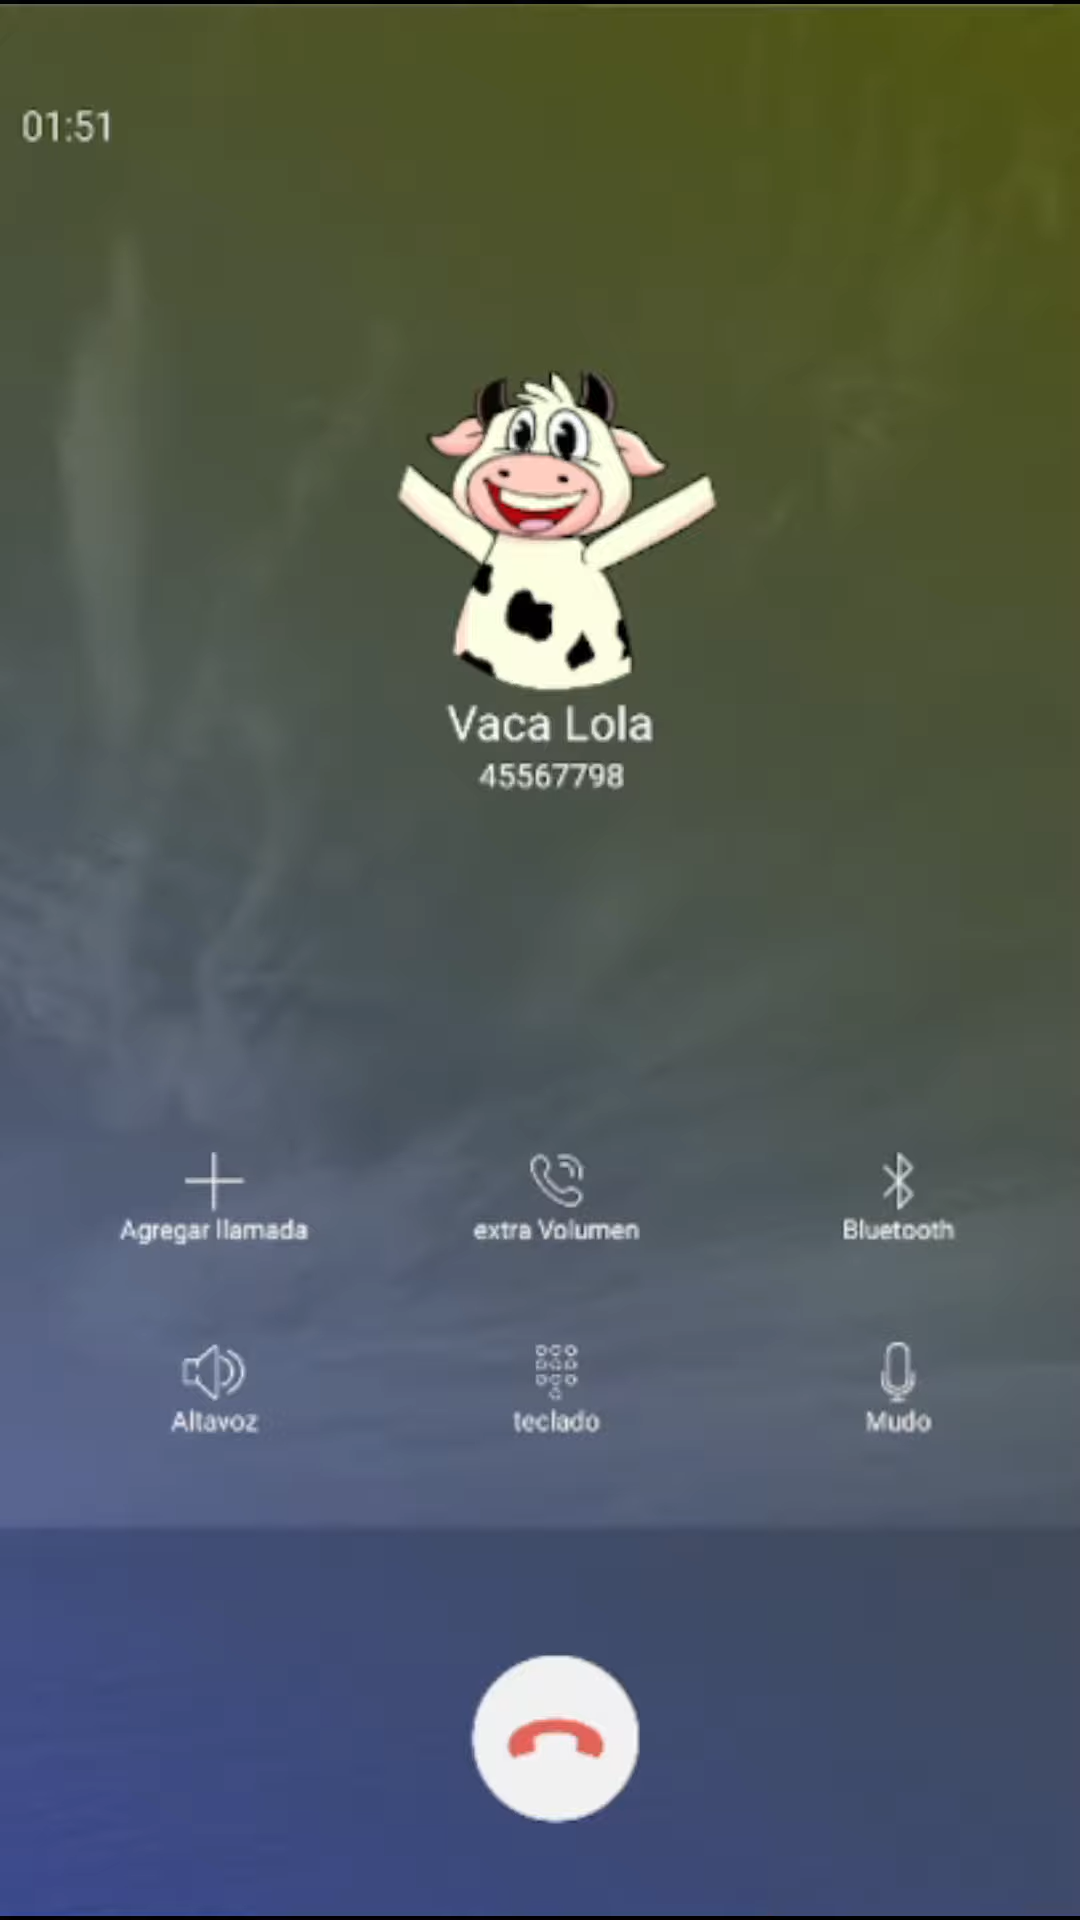 01:51
Vaca Lola
45567798
Agregar llamada
extra Volumen
Bluetooth
Altavoz
teclado
Mudo